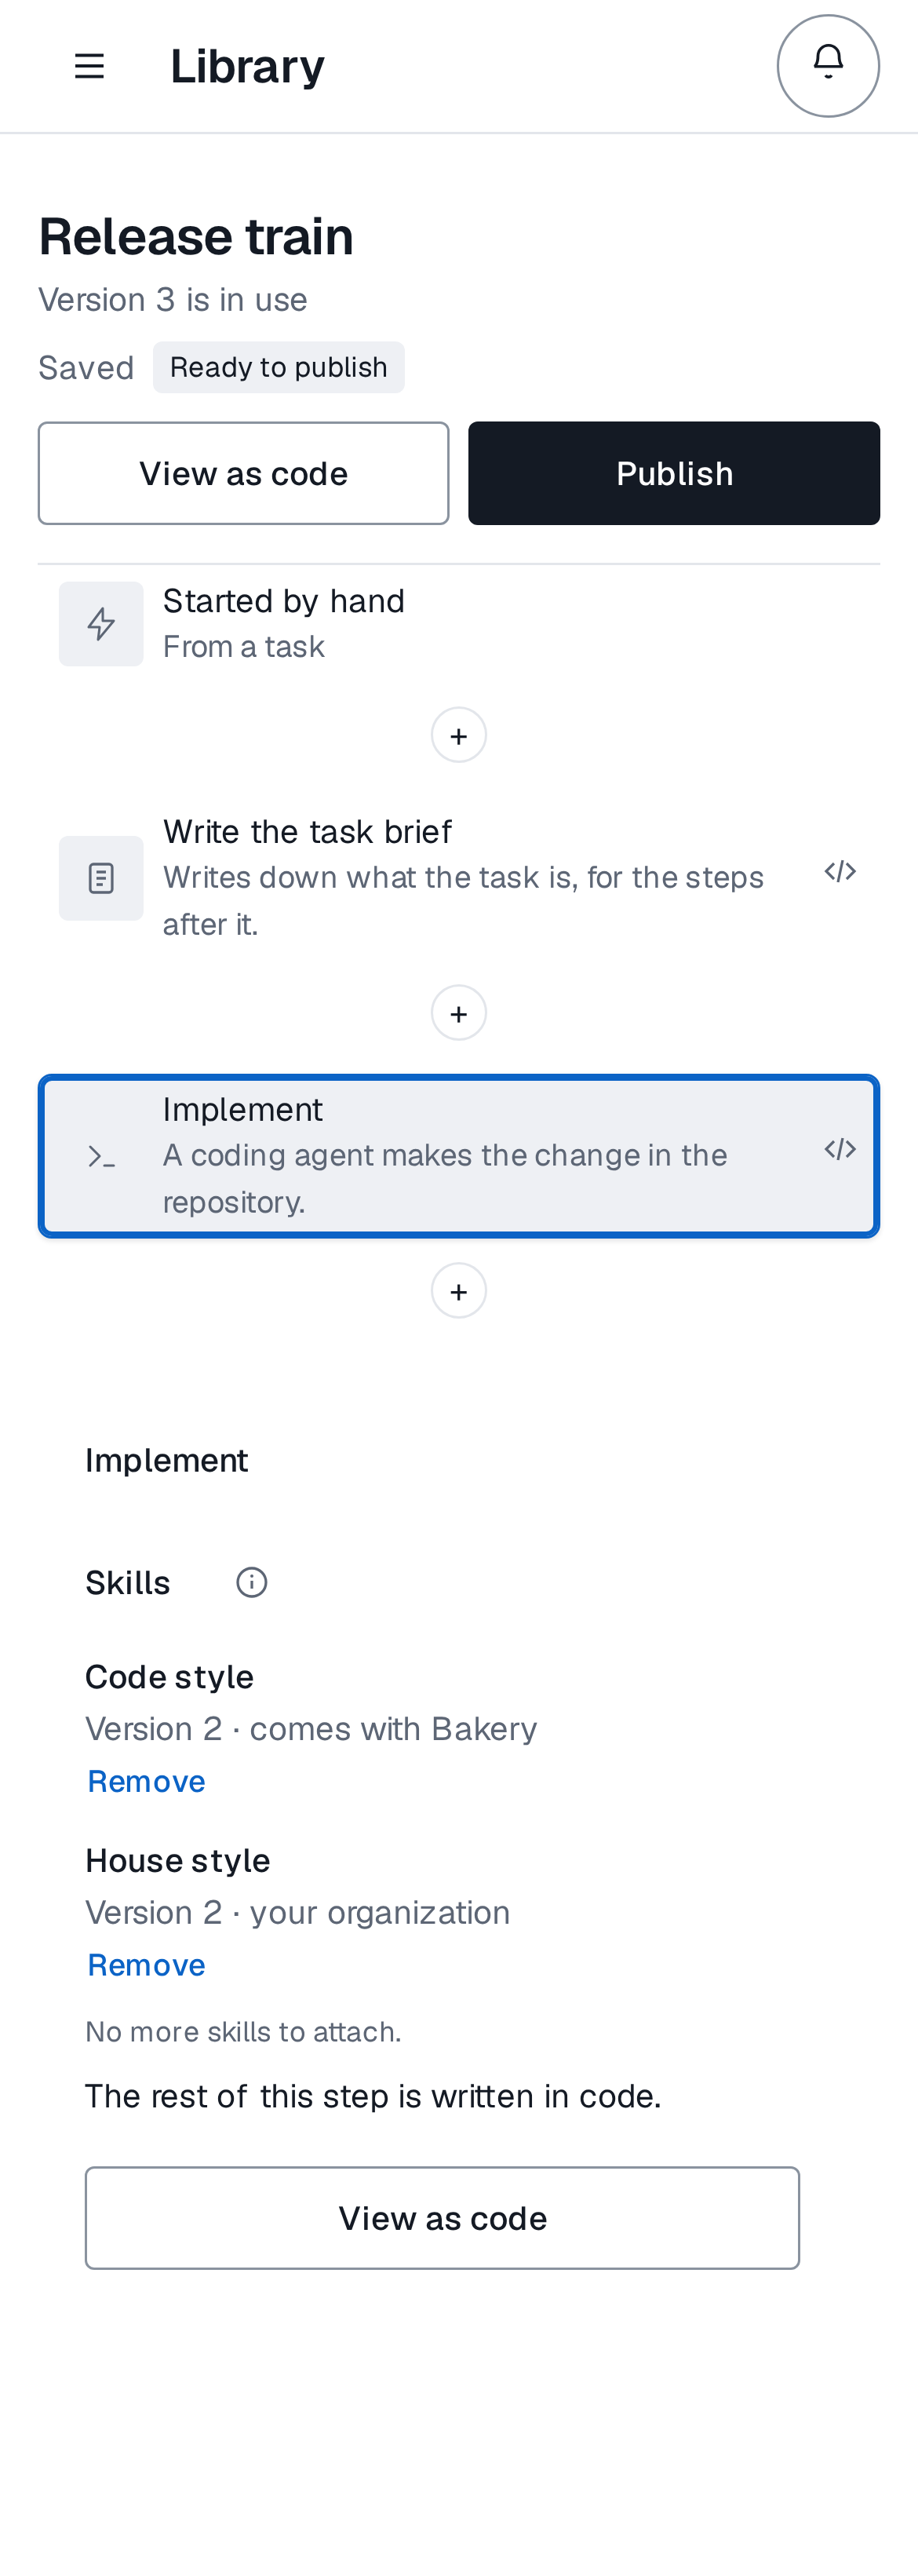 Library
Release train
Version 3 is in use
Saved
Ready to publish
View as code
Publish
Started by hand
From a task
+
Write the task brief
Writes down what the task is, for the steps
after it.
+
Implement
A coding agent makes the change in the
repository.
+
Implement
Skills
Code style
Version 2 · comes with Bakery
Remove
House style
Version 2 · your organization
Remove
No more skills to attach.
The rest of this step is written in code.
View as code